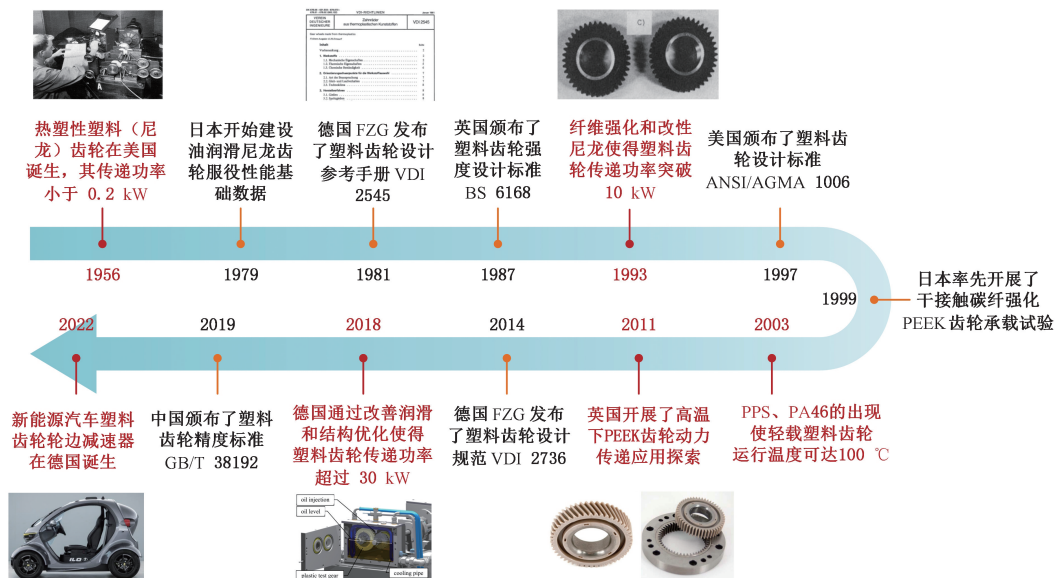 VDI-RICHTLINIEN
VEREIN
DEUTSCHER
INGENIEURE
Zahnräder
aus thermoplastischen Kunststoffen
VDI 2545
C)
A
热塑性塑料（尼
龙）齿轮在美国
诞生，其传递功率
小于 0.2 kW
日本开始建设
油润滑尼龙齿
轮服役性能基
础数据
德国 FZG 发布
了塑料齿轮设计
参考手册 VDI
2545
英国颁布了
塑料齿轮强
度设计标准
BS 6168
纤维强化和改性
尼龙使得塑料齿
轮传递功率突破
10 kW
美国颁布了塑料齿
轮设计标准
ANSI/AGMA 1006
1956
1979
1981
1987
1993
1997
1999
日本率先开展了
干接触碳纤强化
PEEK 齿轮承载试验
2022
2019
2018
2014
2011
2003
新能源汽车塑料
齿轮轮边减速器
在德国诞生
中国颁布了塑料
齿轮精度标准
GB/T 38192
德国通过改善润滑
和结构优化使得
塑料齿轮传递功率
超过 30 kW
德国 FZG 发布
了塑料齿轮设计
规范 VDI 2736
英国开展了高温
下PEEK齿轮动力
传递应用探索
PPS、PA46的出现
使轻载塑料齿轮
运行温度可达100 ℃
oil injection
oil level
plastic test gear
cooling pipe